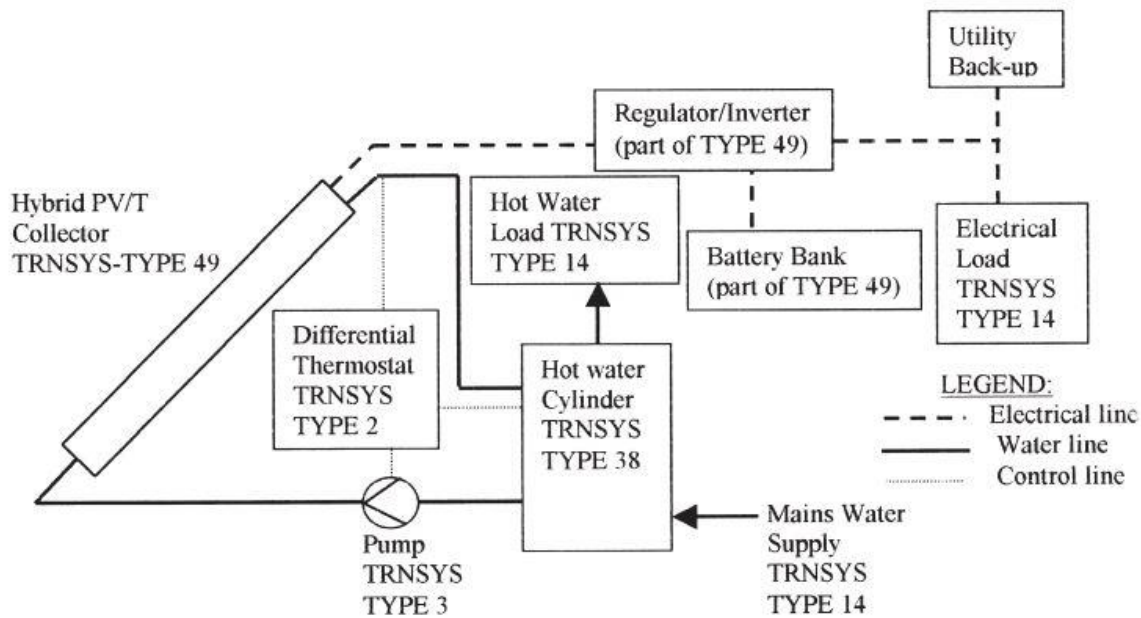 Utility
Back-up
Regulator/Inverter
(part of TYPE 49)
Hybrid PV/T
Collector
TRNSYS-TYPE 49
Hot Water
Load TRNSYS
TYPE 14
Battery Bank
(part of TYPE 49)
Electrical
Load
TRNSYS
TYPE 14
Differential
Thermostat
TRNSYS
TYPE 2
Hot water
Cylinder
TRNSYS
TYPE 38
LEGEND:
Electrical line
Water line
Control line
Pump
TRNSYS
TYPE 3
Mains Water
Supply
TRNSYS
TYPE 14